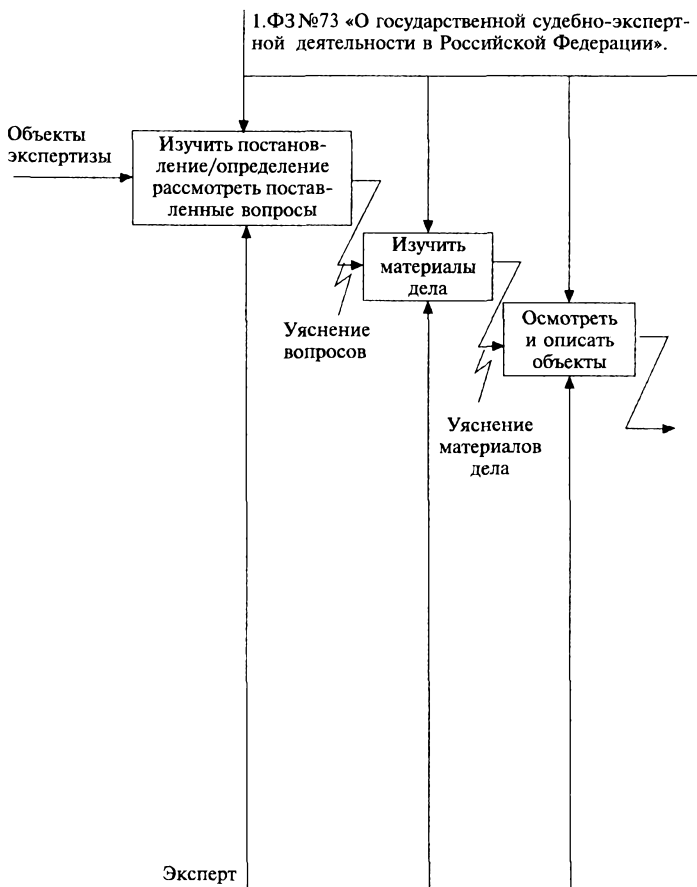 1.ФЗ №73 «О государственной судебно-эксперт-
ной деятельности в Российской Федерации».
Объекты
экспертизы
Изучить постанов-
ление/определение
рассмотреть постав-
ленные вопросы
Изучить
материалы
дела
Уяснение
вопросов
Осмотреть
и описать
объекты
Уяснение
материалов
дела
Эксперт